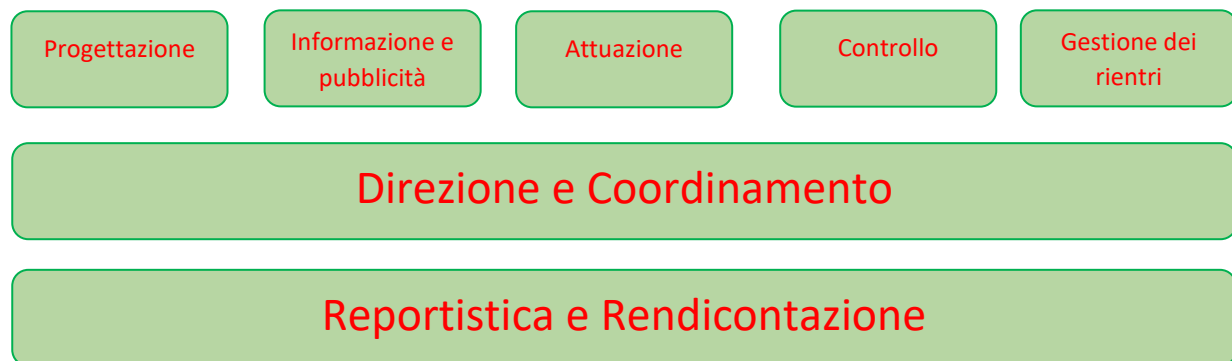 Progettazione
Informazione e
pubblicità
Attuazione
Controllo
Gestione dei
rientri
Direzione e Coordinamento
Reportistica e Rendicontazione